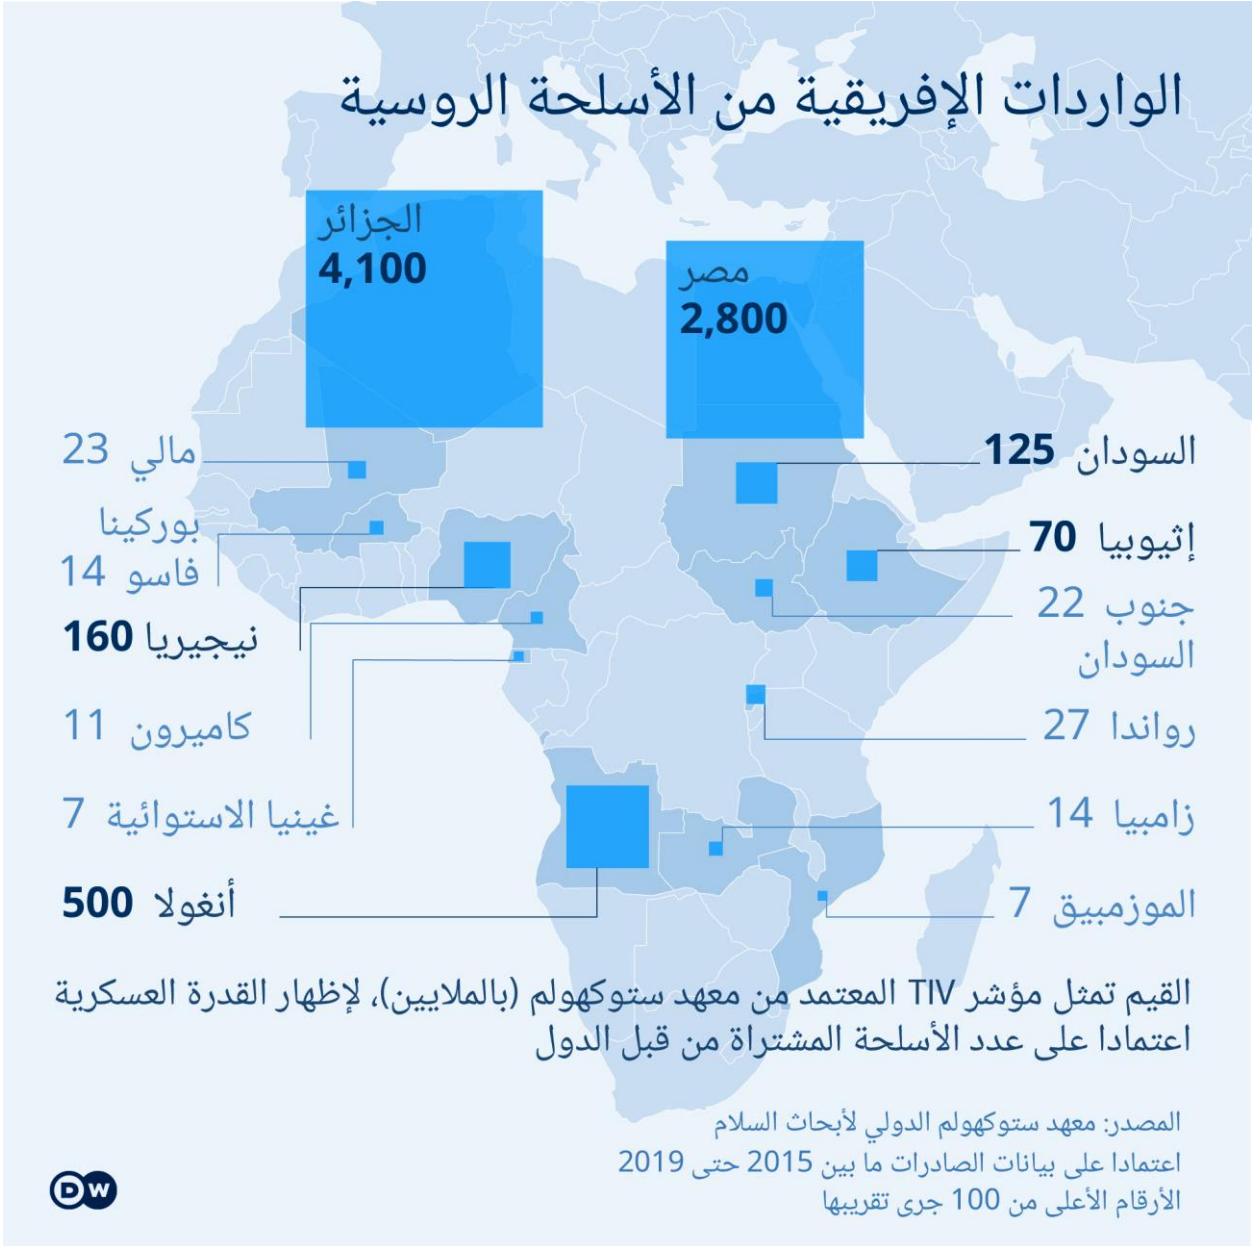 الواردات الإفريقية من الأسلحة الروسية
الجزائر
4,100
مصر
2,800
السودان 125
إثيوبيا 70
جنوب 22
السودان
رواندا 27
زامبيا 14
الموزمبيق 7
مالي 23
بوركينا
فاسو 14
نيجيريا 160
كاميرون 11
غينيا الاستوائية 7
أنغولا 500
القيم تمثل مؤشر TIV المعتمد من معهد ستوكهولم (بالملايين)، لإظهار القدرة العسكرية
اعتمادا على عدد الأسلحة المشتراة من قبل الدول
المصدر: معهد ستوكهولم الدولي لأبحاث السلام
اعتمادا على بيانات الصادرات ما بين 2015 حتى 2019
الأرقام الأعلى من 100 جرى تقريبها
DW